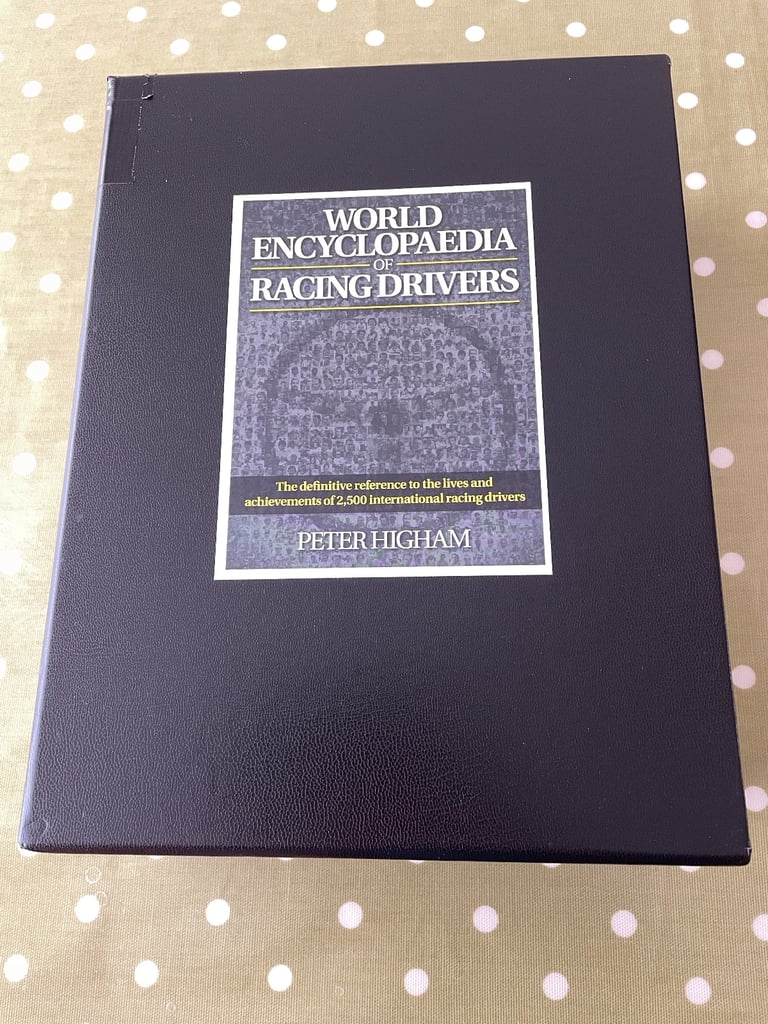 WORLD
ENCYCLOPAEDIA
OF
RACING DRIVERS
The definitive reference to the lives and
achievements of 2,500 international racing drivers
PETER HIGHAM